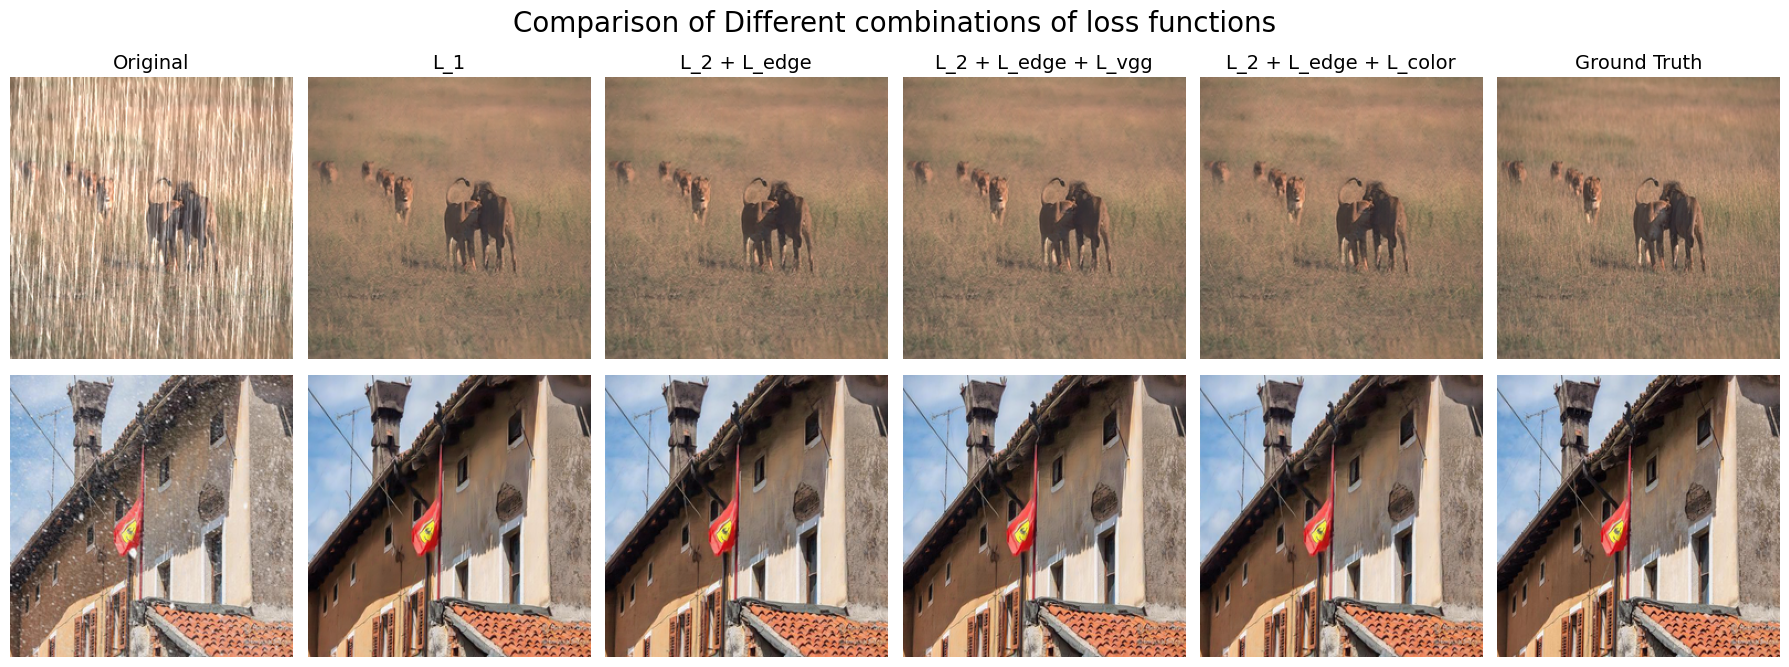 Comparison of Different combinations of loss functions
Original
L_1
L_2 + L_edge
L_2 + L_edge + L_vgg
L_2 + L_edge + L_color
Ground Truth